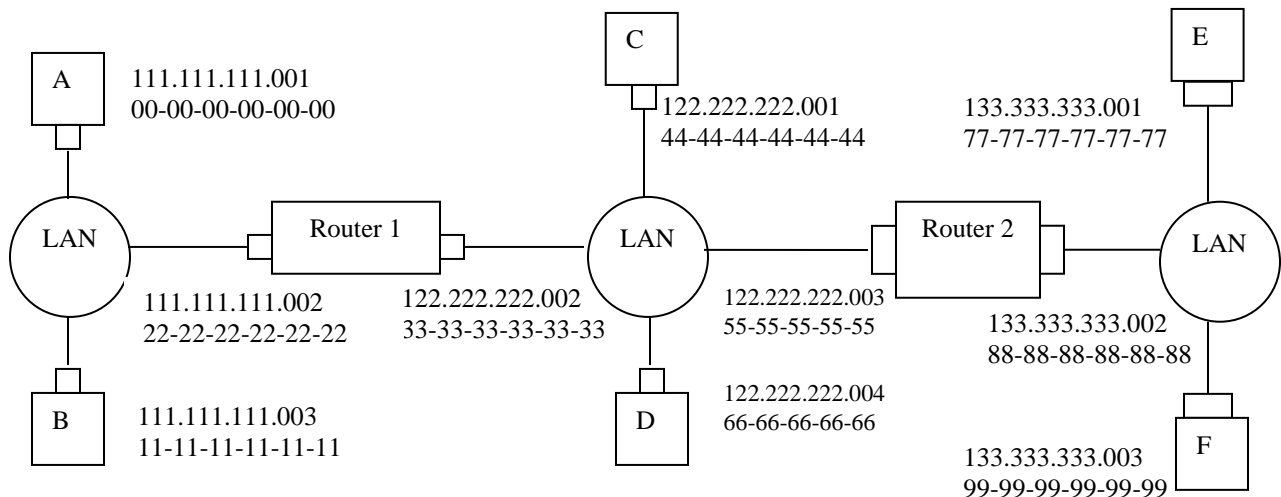 A
111.111.111.001
00-00-00-00-00-00
C
122.222.222.001
44-44-44-44-44-44
E
133.333.333.001
77-77-77-77-77-77
LAN
Router 1
LAN
Router 2
LAN
111.111.111.002
22-22-22-22-22-22
122.222.222.002
33-33-33-33-33-33
122.222.222.003
55-55-55-55-55
133.333.333.002
88-88-88-88-88-88
B
111.111.111.003
11-11-11-11-11-11
D
122.222.222.004
66-66-66-66-66
F
133.333.333.003
99-99-99-99-99-99